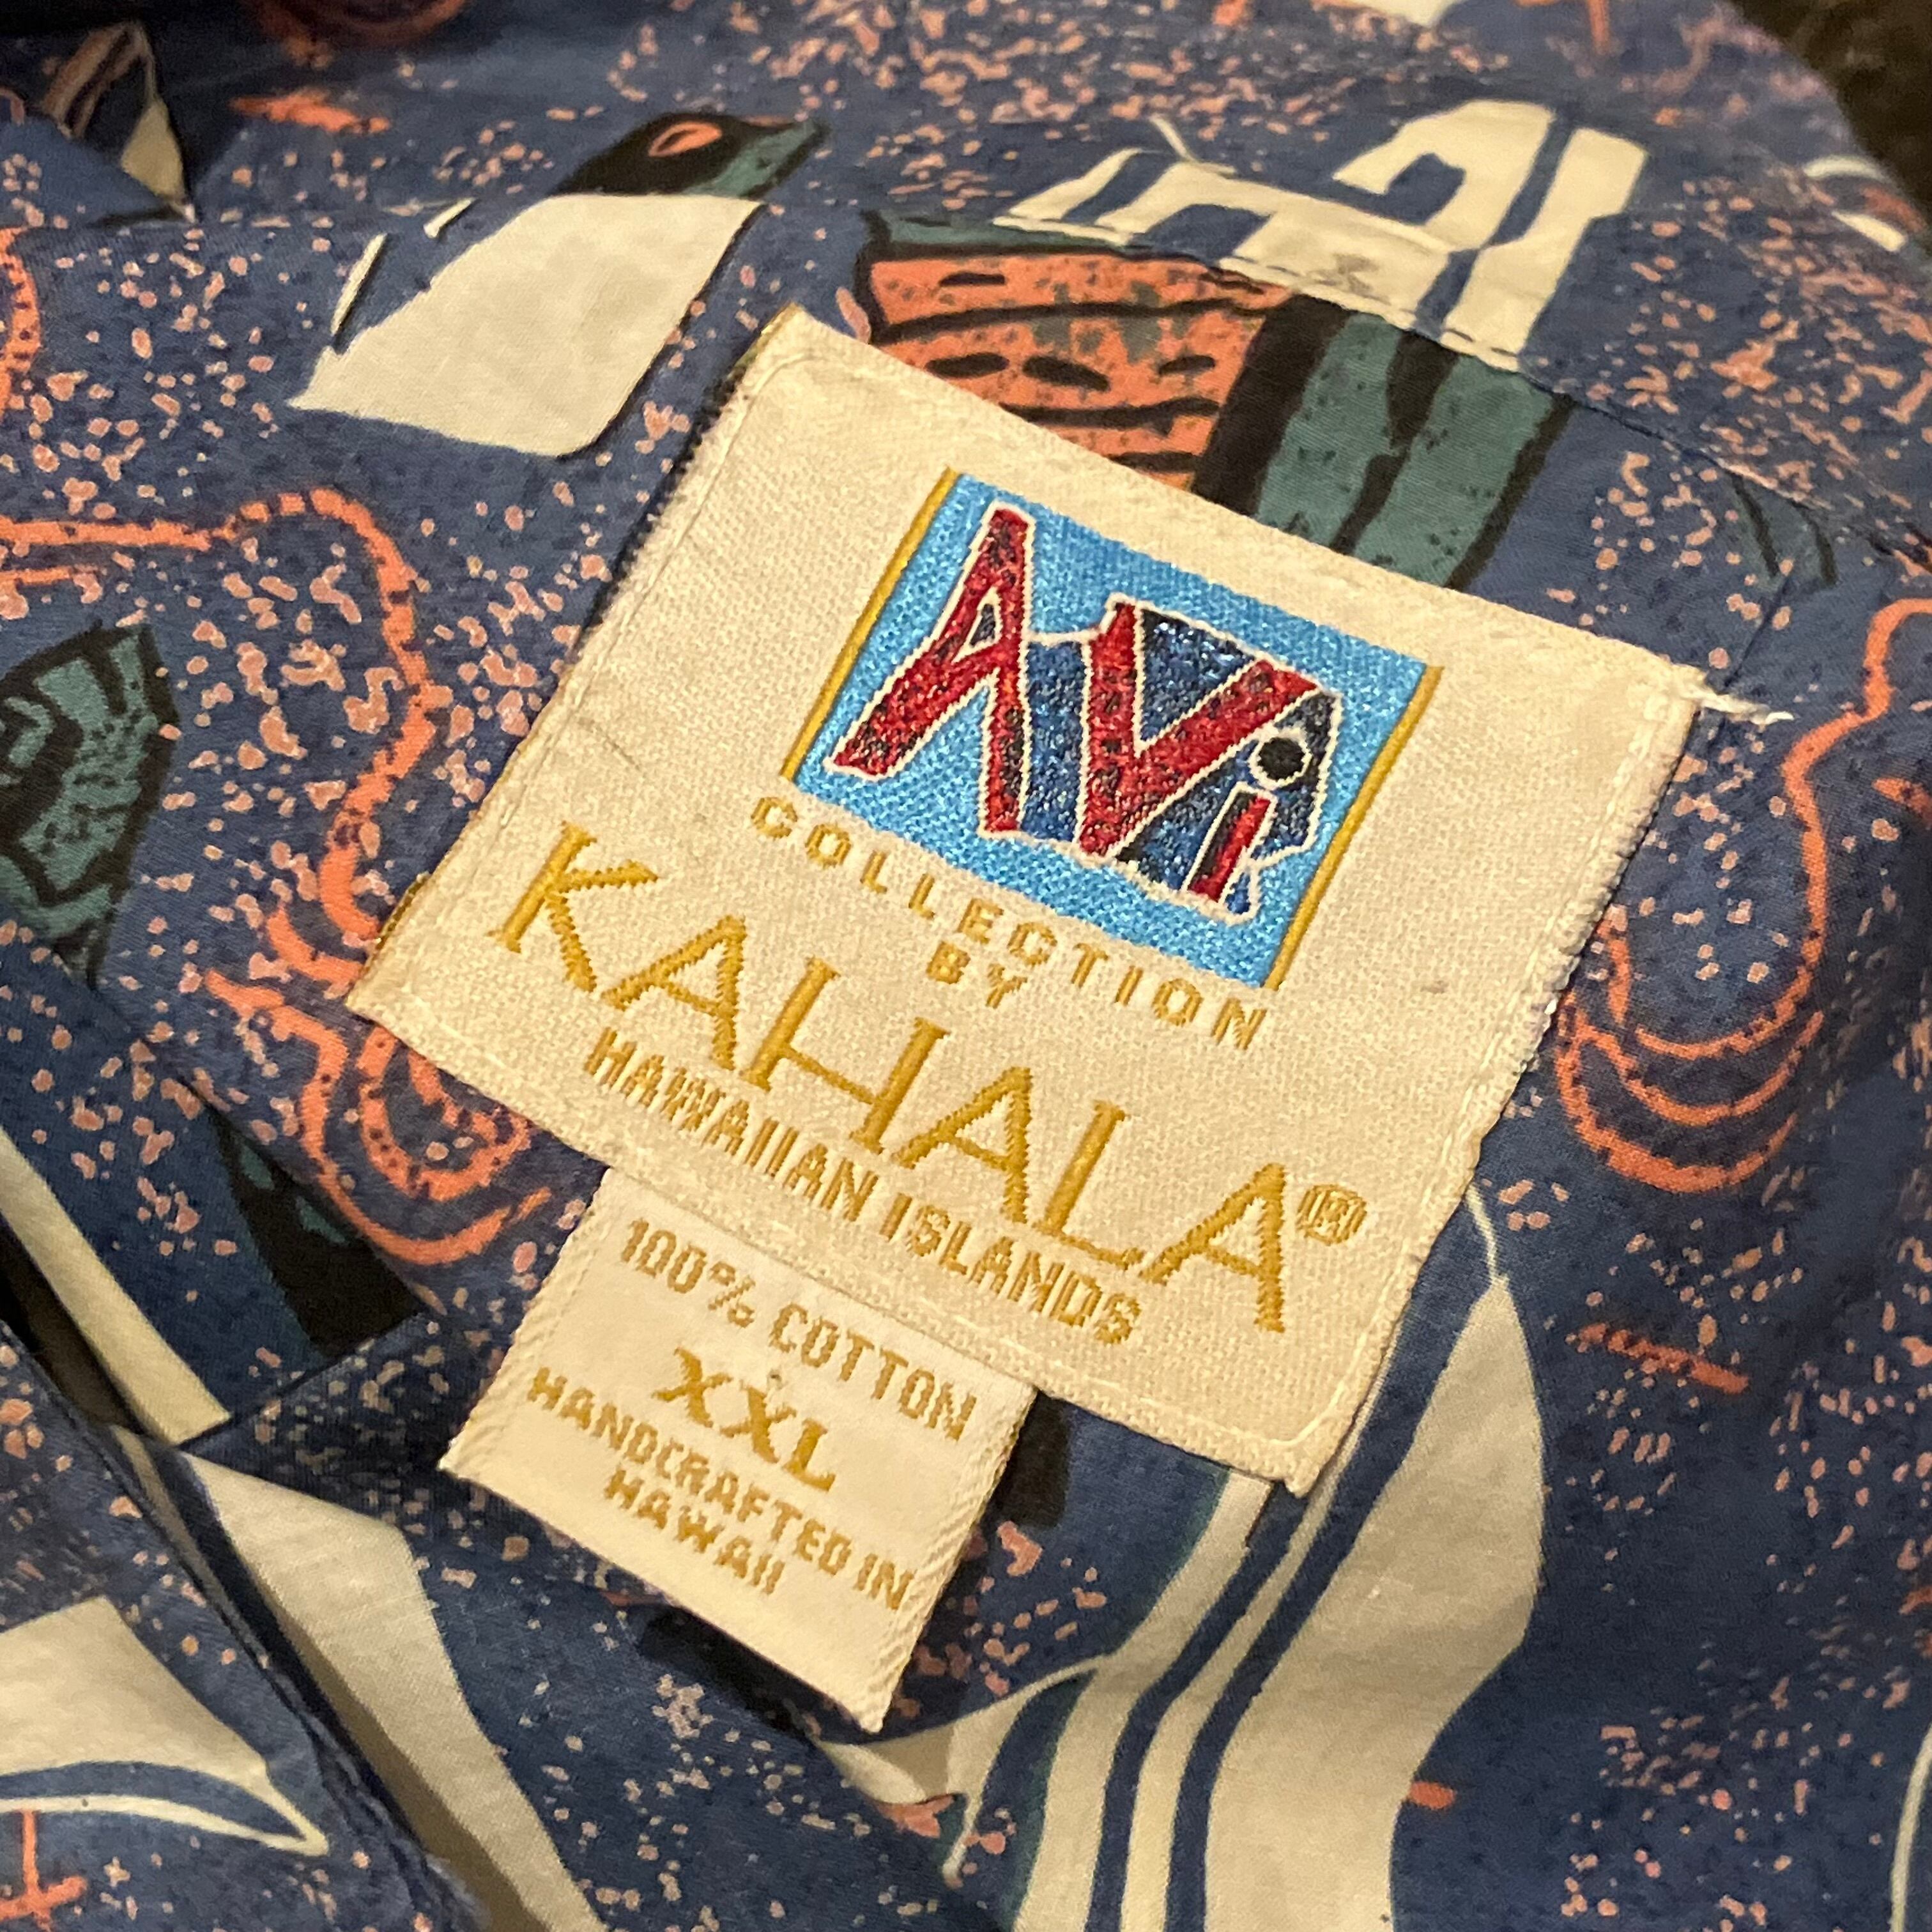 AVi
COLLECTION
BY
KAHALA®
HAWAIIAN ISLANDS
100% COTTON
XXL
HANDCRAFTED IN
HAWAII